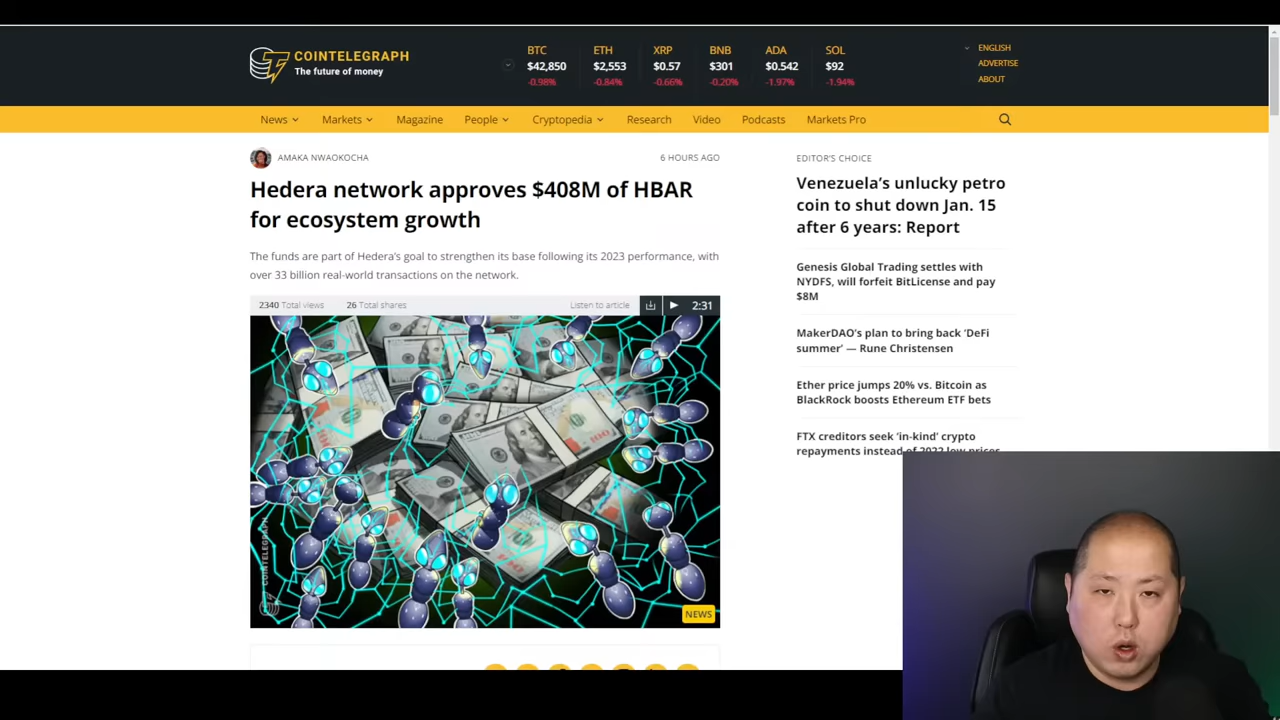 COINTELEGRAPH
The future of money
BTC
$42,850
-0.98%
ETH
$2,553
-0.84%
XRP
$0.57
-0.66%
BNB
$301
-0.20%
ADA
$0.542
-1.97%
SOL
$92
-1.94%
ENGLISH
ADVERTISE
ABOUT
News
Markets
Magazine
People
Cryptopedia
Research
Video
Podcasts
Markets Pro
AMAKA NWAOKOCHA
6 HOURS AGO
Hedera network approves $408M of HBAR
for ecosystem growth
The funds are part of Hedera's goal to strengthen its base following its 2023 performance, with
over 33 billion real-world transactions on the network.
2340 Total views
26 Total shares
Listen to article
2:31
COINTELEGRAPH
NEWS
EDITOR'S CHOICE
Venezuela's unlucky petro
coin to shut down Jan. 15
after 6 years: Report
Genesis Global Trading settles with
NYDFS, will forfeit BitLicense and pay
$8M
MakerDAO's plan to bring back 'DeFi
summer' — Rune Christensen
Ether price jumps 20% vs. Bitcoin as
BlackRock boosts Ethereum ETF bets
FTX creditors seek 'in-kind' crypto
repayments instead of 2022 low prices